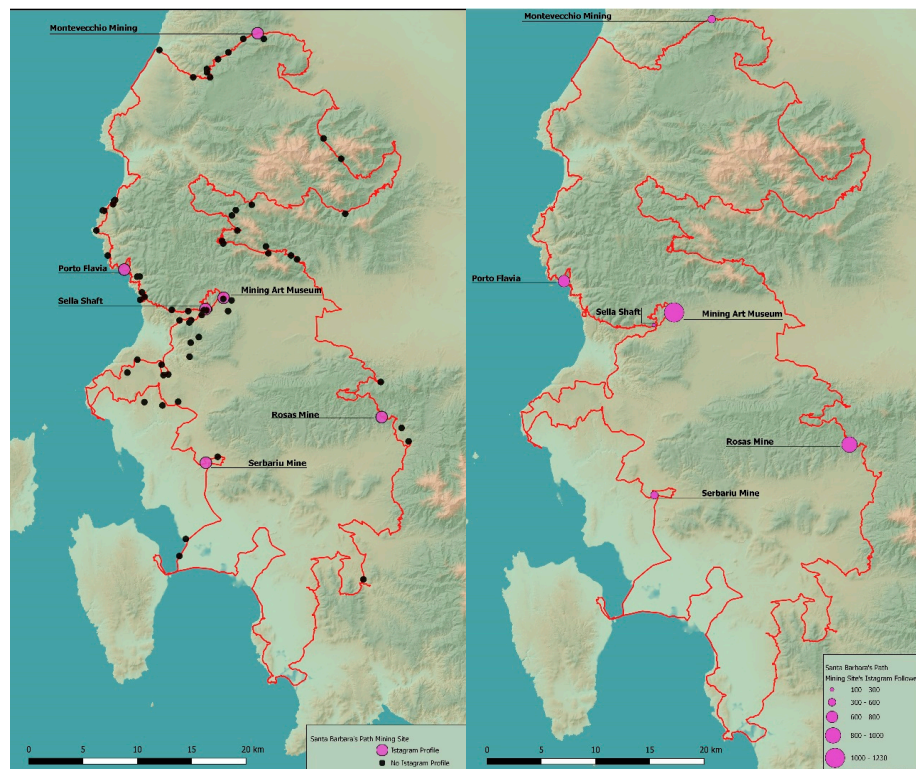 Montevecchio Mining
Porto Flavia
Mining Art Museum
Sella Shaft
Rosas Mine
Serbariu Mine
0 5 10 20 km
Santa Barbara's Path Mining Site
Istagram Profile
No Istagram Profile
Montevecchio Mining
Porto Flavia
Sella Shaft
Mining Art Museum
Rosas Mine
Serbariu Mine
0 5 10 20 km
Santa Barbara's Path
Mining Site's Istagram Followe
100 - 300
300 - 600
600 - 800
800 - 1000
1000 - 1230